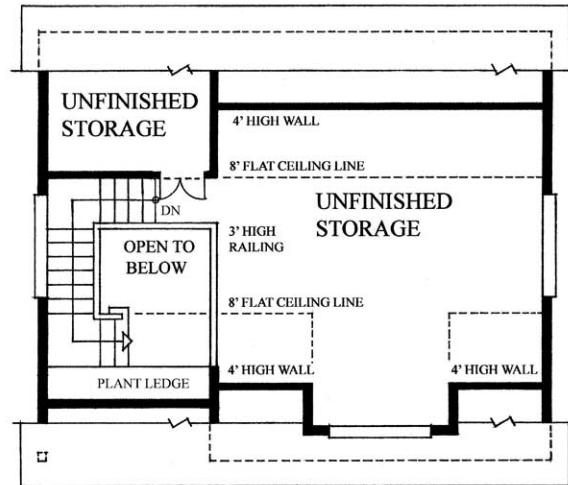 UNFINISHED
STORAGE
4' HIGH WALL
8' FLAT CEILING LINE
UNFINISHED
STORAGE
DN
3' HIGH
RAILING
OPEN TO
BELOW
8' FLAT CEILING LINE
4' HIGH WALL
4' HIGH WALL
PLANT LEDGE